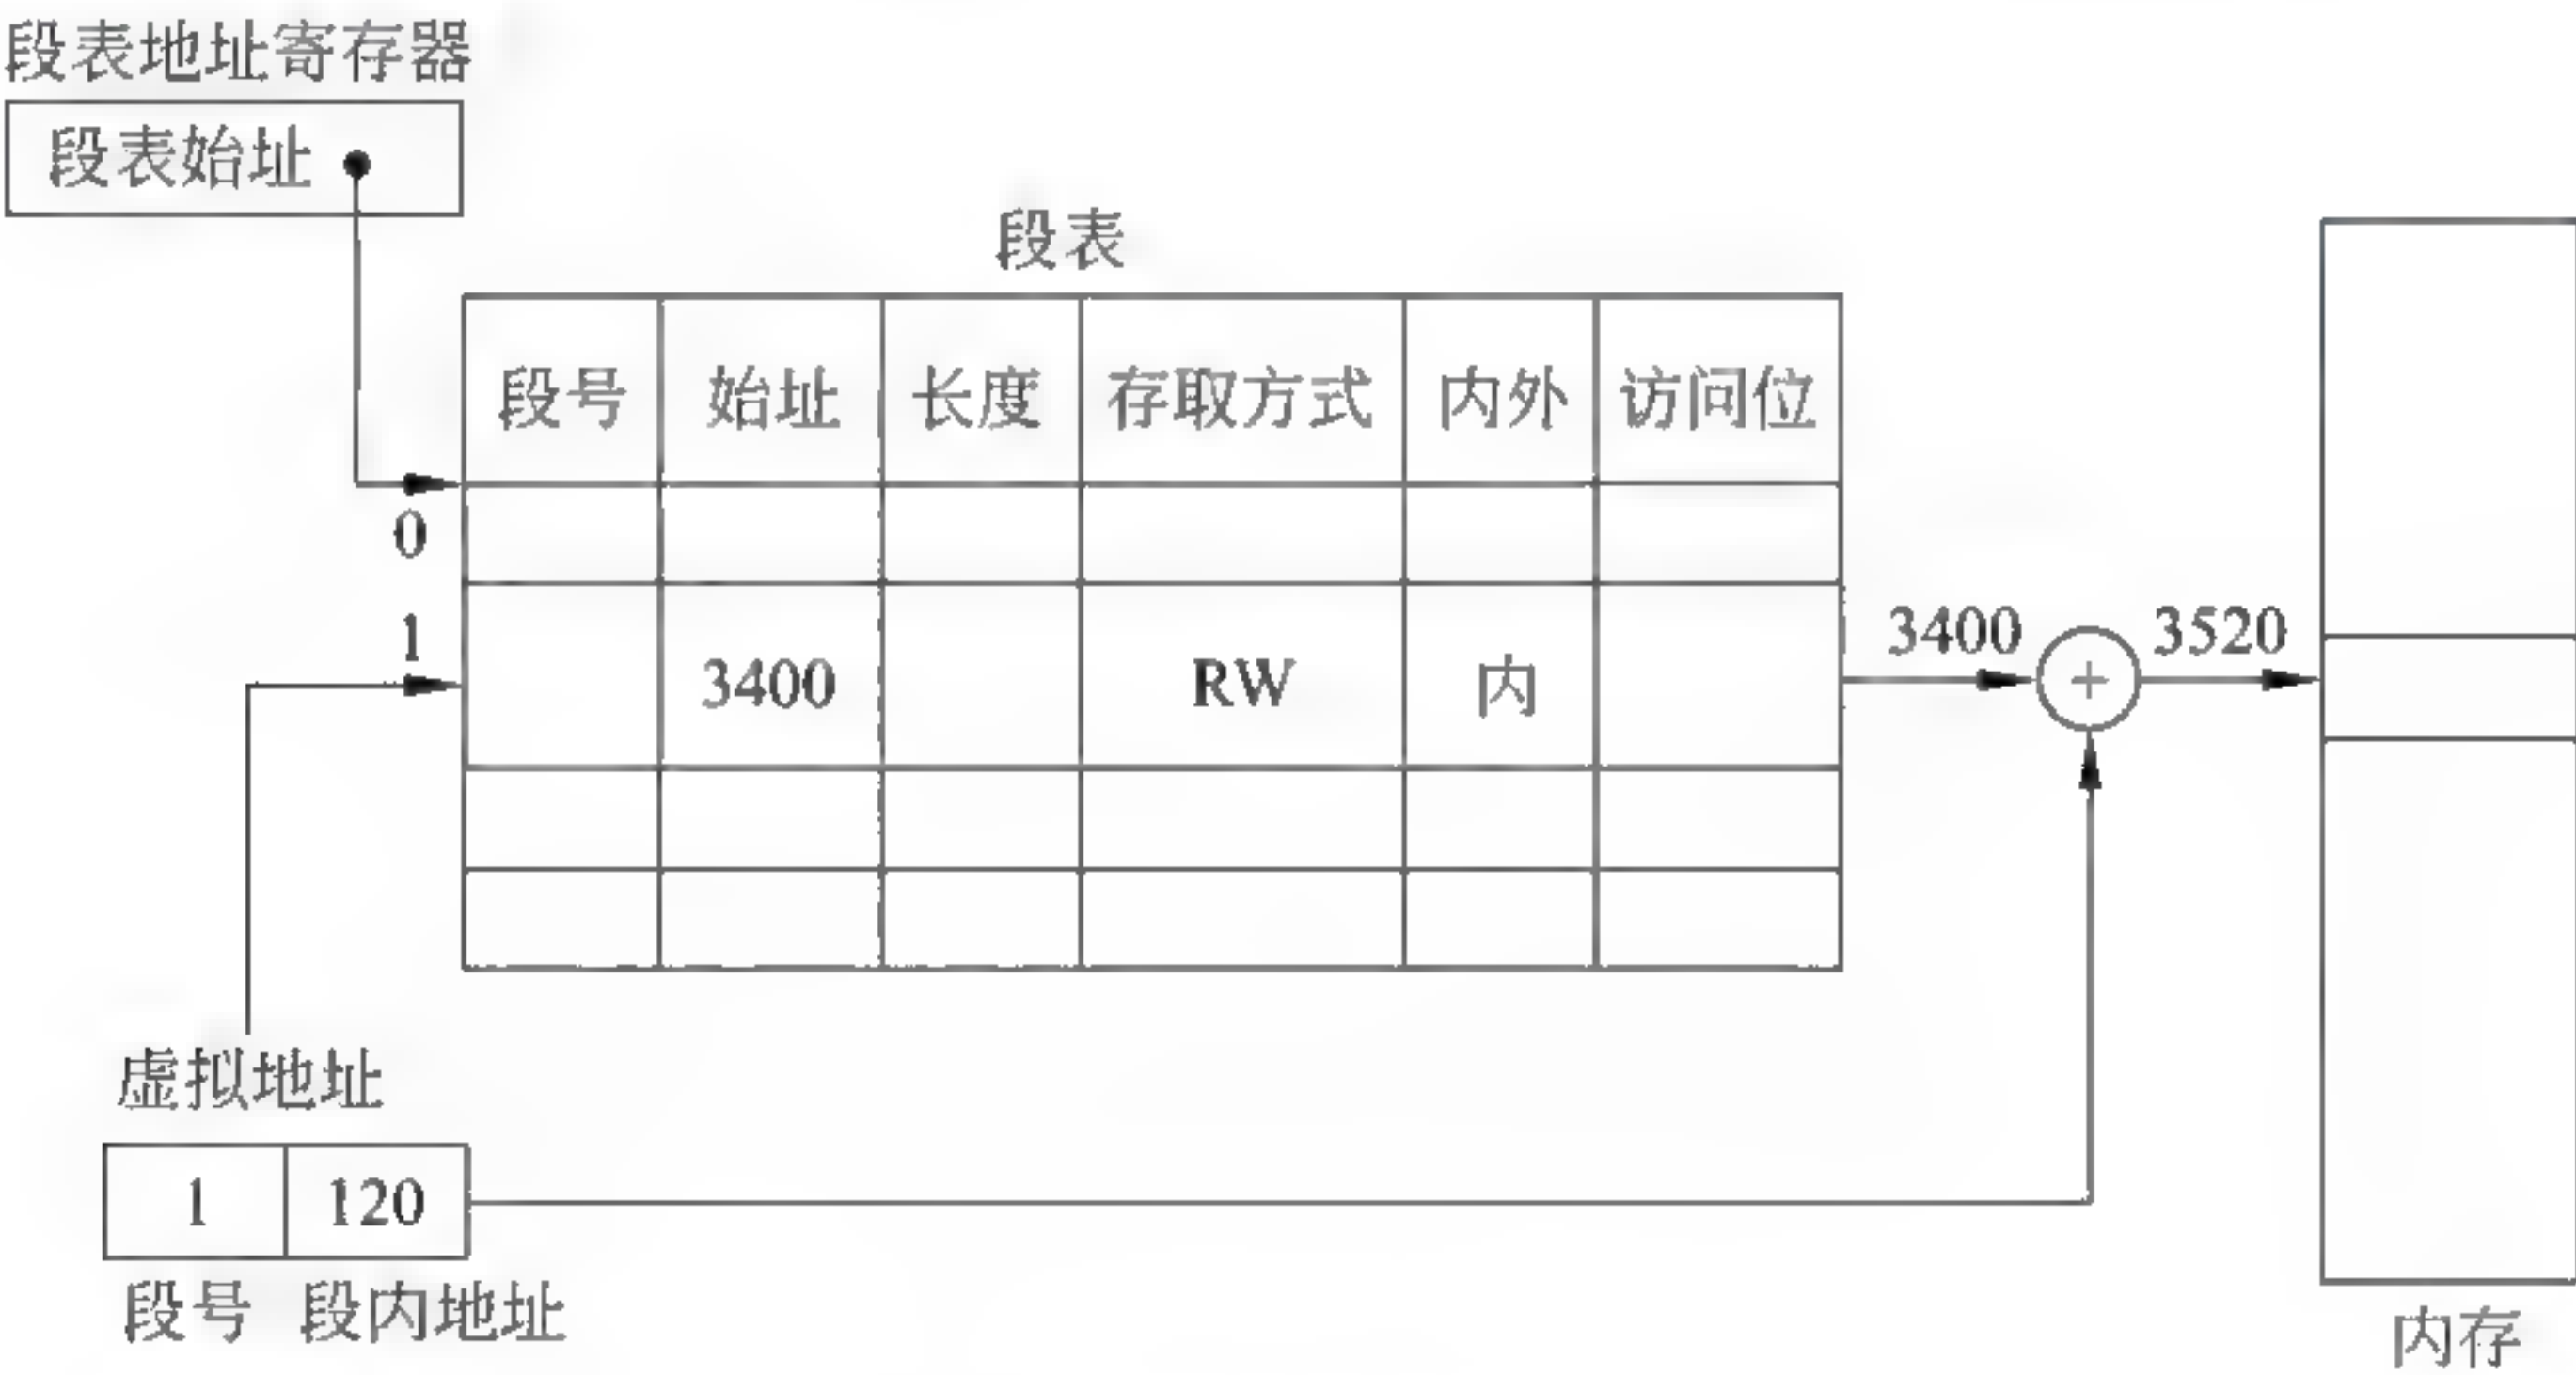 段表地址寄存器
段表始址
段表
段号 始址 长度 存取方式 内外 访问位
0
1
3400 RW 内
3400
3520
虚拟地址
1 120
段号 段内地址
内存